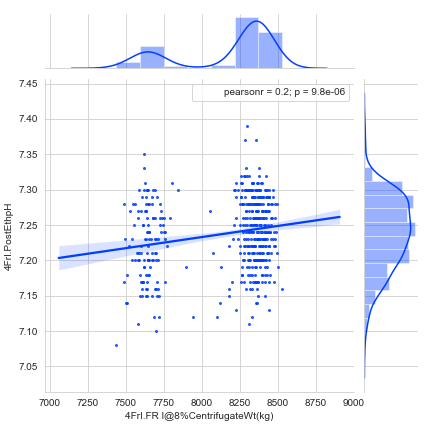 7.45
pearsonr = 0.2; p = 9.8e-06
7.40
7.35
7.30
7.25
7.20
7.15
7.10
7.05
4FrI.PostEthpH
7000 7250 7500 7750 8000 8250 8500 8750 9000
4FrI.FR I@8%CentrifugateWt(kg)